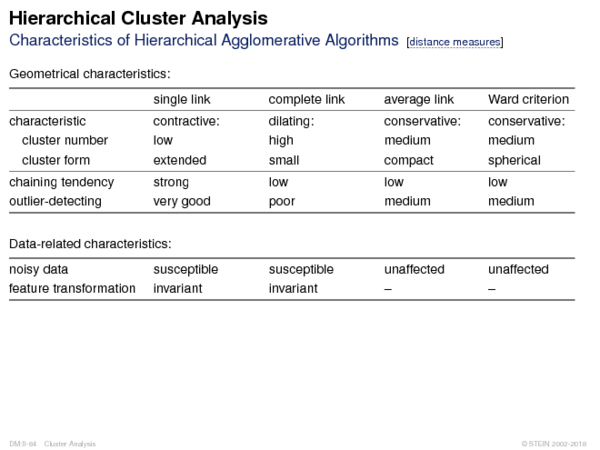 Hierarchical Cluster Analysis
Characteristics of Hierarchical Agglomerative Algorithms [distance measures]
Geometrical characteristics:
single link complete link average link Ward criterion
characteristic contractive: dilating: conservative: conservative:
cluster number low high medium medium
cluster form extended small compact spherical
chaining tendency strong low low low
outlier-detecting very good poor medium medium
Data-related characteristics:
noisy data susceptible susceptible unaffected unaffected
feature transformation invariant invariant – –
Cluster Analysis © STEIN 2002-2018